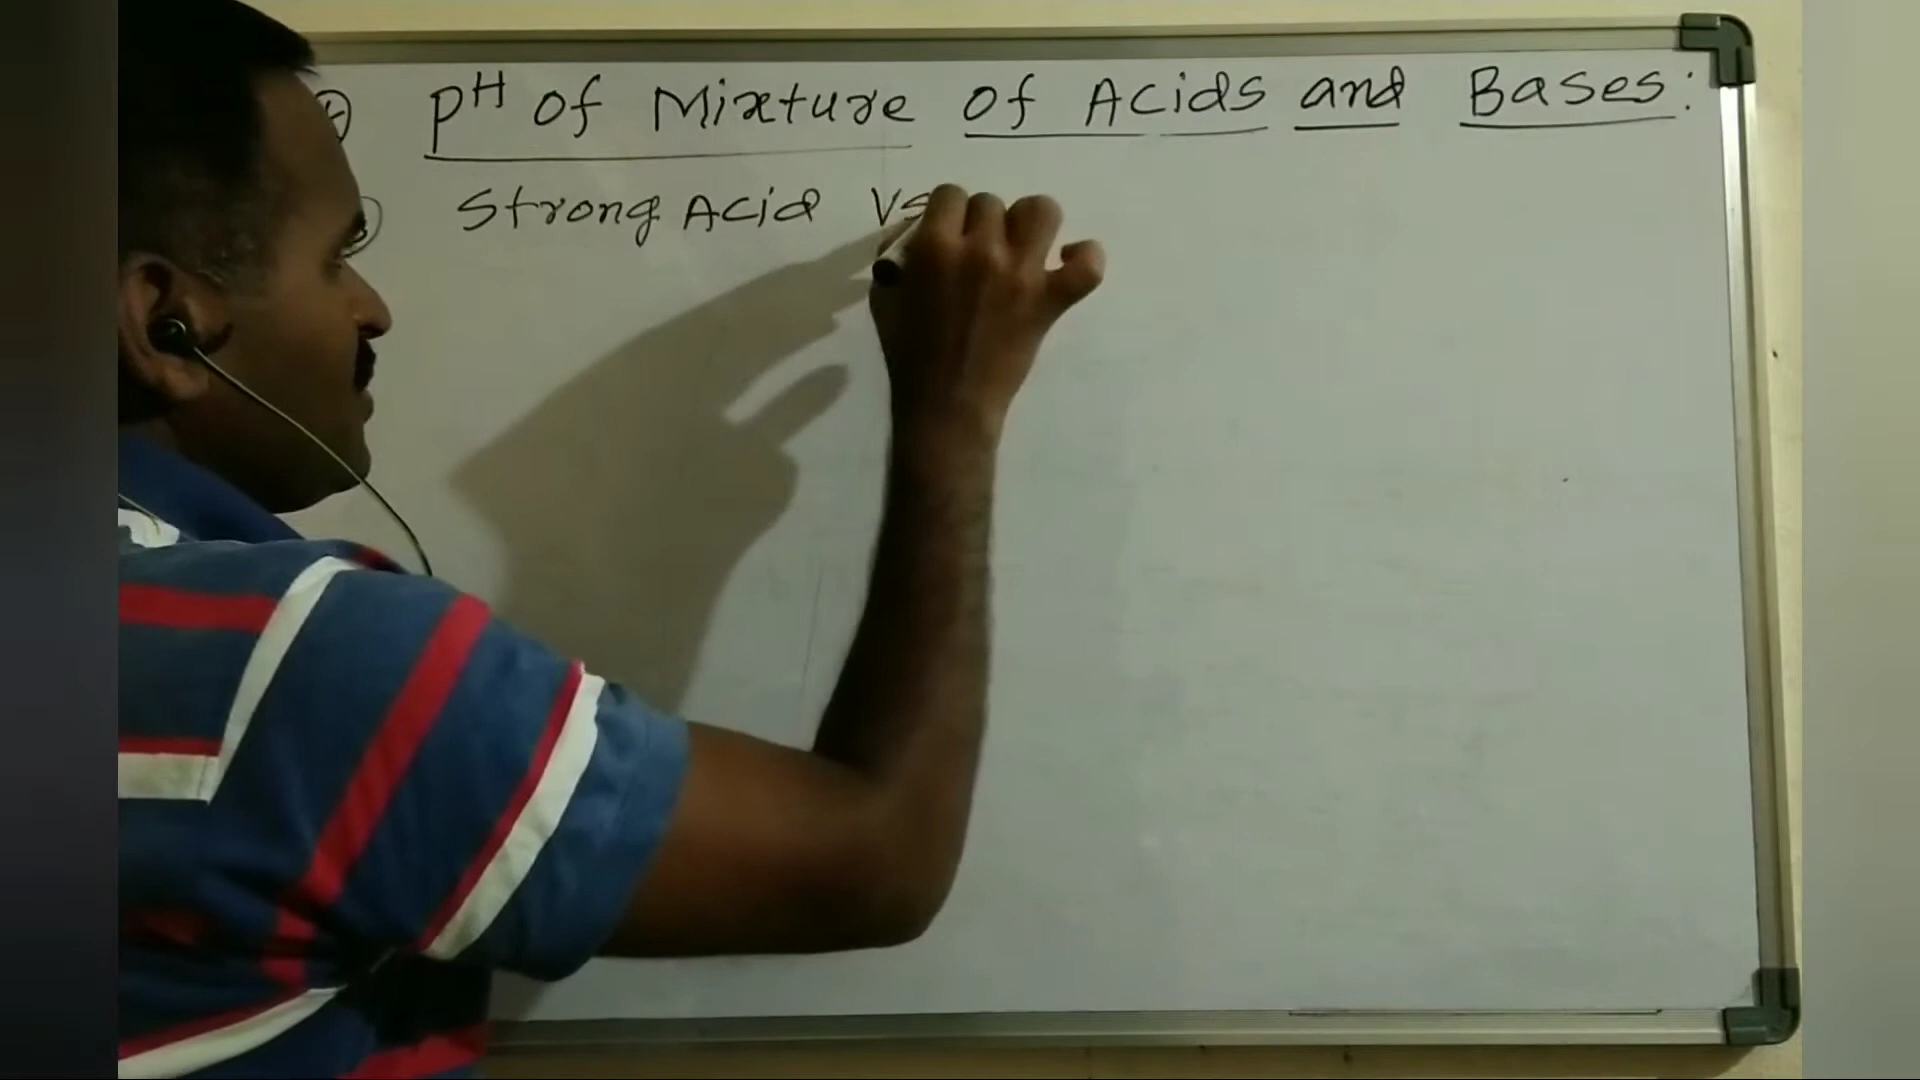 pH of Mixture of Acids and Bases:
Strong Acid Vs